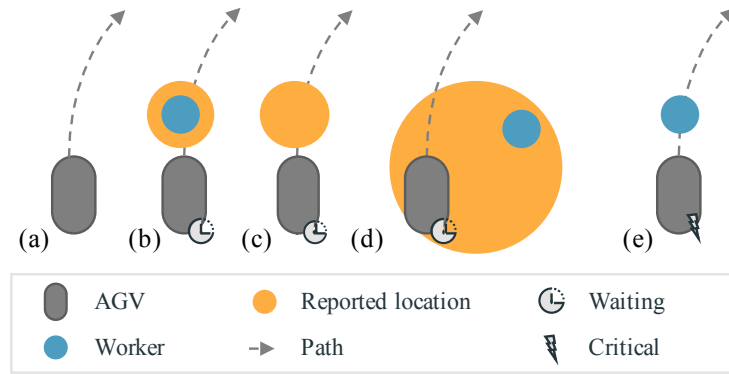 (a) (b) (c) (d) (e)
AGV Reported location Waiting
Worker Path Critical